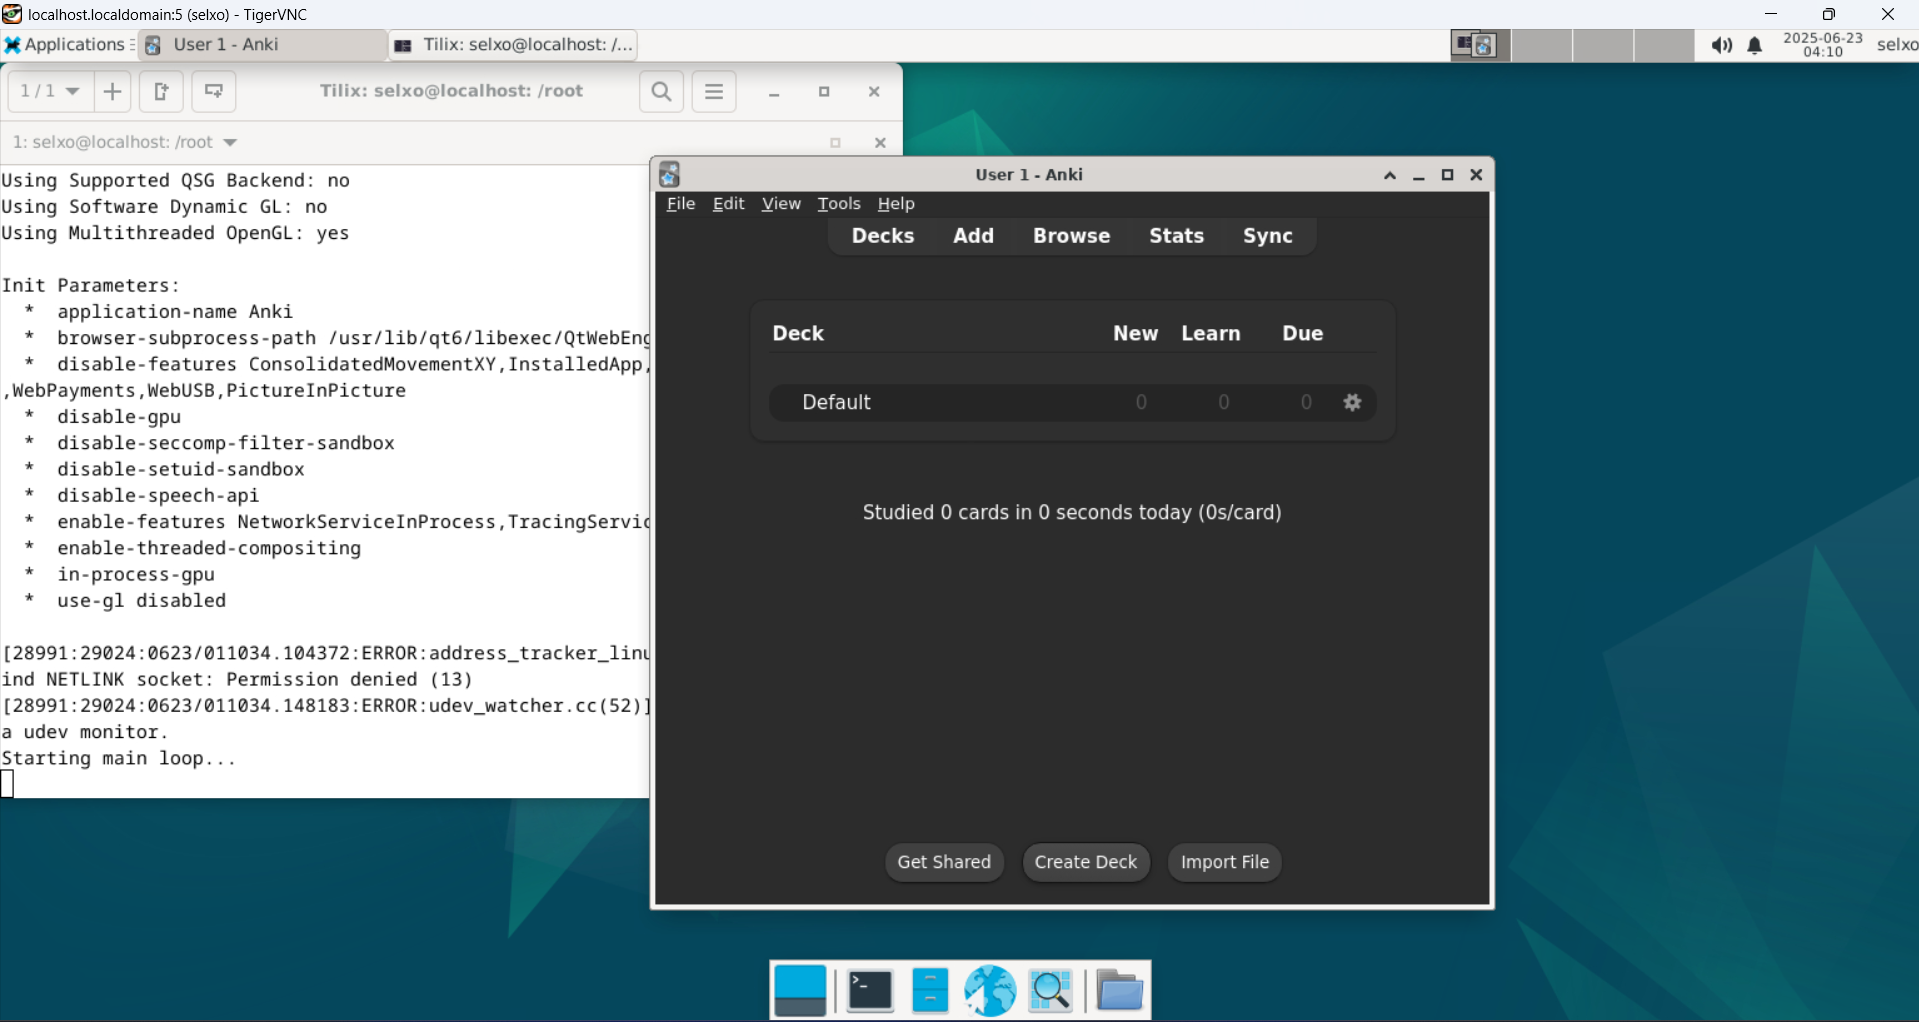 localhost.localdomain:5 (selxo) - TigerVNC
Applications
User 1 - Anki
Tilix: selxo@localhost: /...
2025-06-23
04:10
selxo
1 / 1
Tilix: selxo@localhost: /root
1: selxo@localhost: /root
Using Supported QSG Backend: no
Using Software Dynamic GL: no
Using Multithreaded OpenGL: yes
Init Parameters:
* application-name Anki
* browser-subprocess-path /usr/lib/qt6/libexec/QtWebEng
* disable-features ConsolidatedMovementXY,InstalledApp,
,WebPayments,WebUSB,PictureInPicture
* disable-gpu
* disable-seccomp-filter-sandbox
* disable-setuid-sandbox
* disable-speech-api
* enable-features NetworkServiceInProcess,TracingServic
* enable-threaded-compositing
* in-process-gpu
* use-gl disabled
[28991:29024:0623/011034.104372:ERROR:address_tracker_linu
ind NETLINK socket: Permission denied (13)
[28991:29024:0623/011034.148183:ERROR:udev_watcher.cc(52)]
a udev monitor.
Starting main loop...
User 1 - Anki
File Edit View Tools Help
Decks Add Browse Stats Sync
Deck New Learn Due
Default 0 0 0
Studied 0 cards in 0 seconds today (0s/card)
Get Shared Create Deck Import File